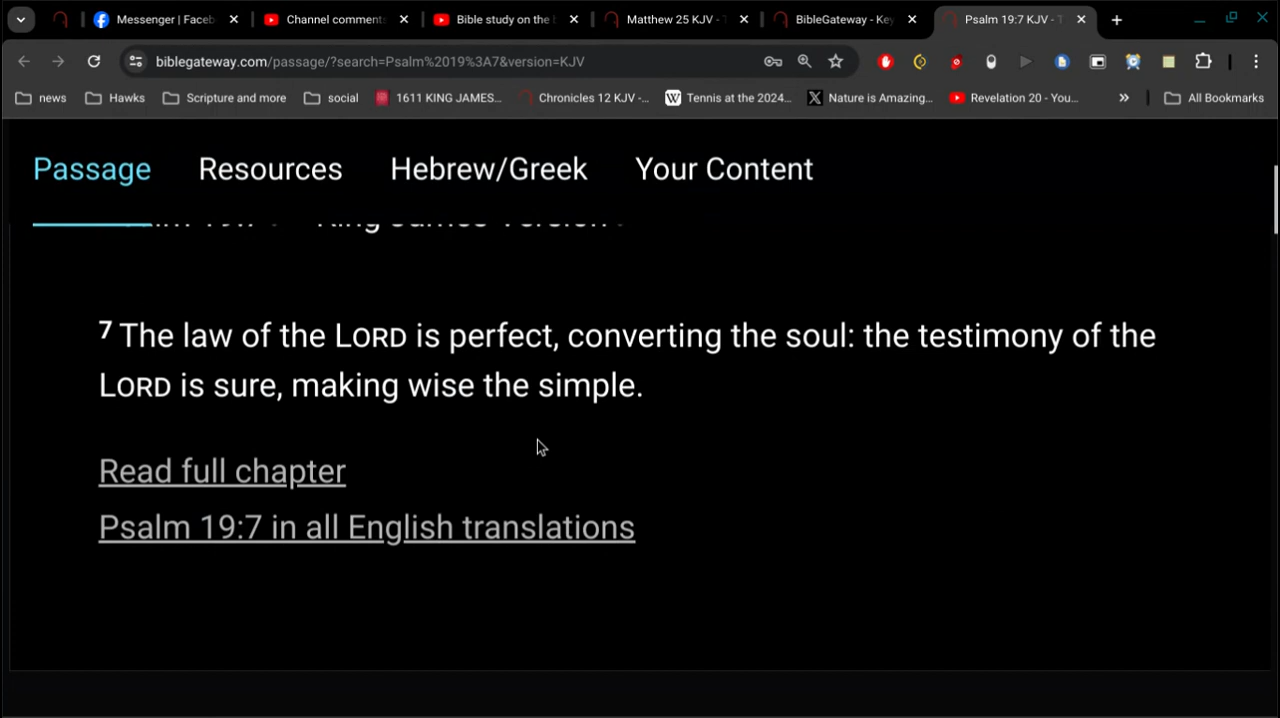 Messenger | Faceb
Channel comment
Bible study on the
Matthew 25 KJV -
BibleGateway - Key
Psalm 19:7 KJV -
biblegateway.com/passage/?search=Psalm%2019%3A7&version=KJV
news
Hawks
Scripture and more
social
1611 KING JAMES...
Chronicles 12 KJV -...
Tennis at the 2024...
Nature is Amazing...
Revelation 20 - You...
All Bookmarks
Passage
Resources
Hebrew/Greek
Your Content
King James Version
7 The law of the LORD is perfect, converting the soul: the testimony of the
LORD is sure, making wise the simple.
Read full chapter
Psalm 19:7 in all English translations